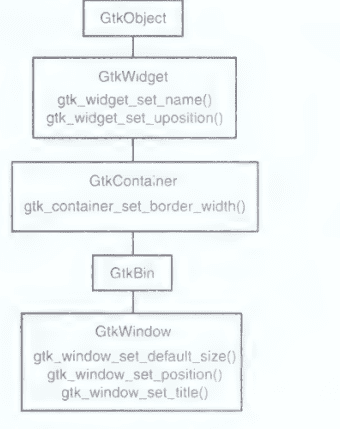 GtkObject
GtkWidget
gtk_widget_set_name()
gtk_widget_set_uposition()
GtkContainer
gtk_container_set_border_width()
GtkBin
GtkWindow
gtk_window_set_default_size()
gtk_window_set_position()
gtk_window_set_title()